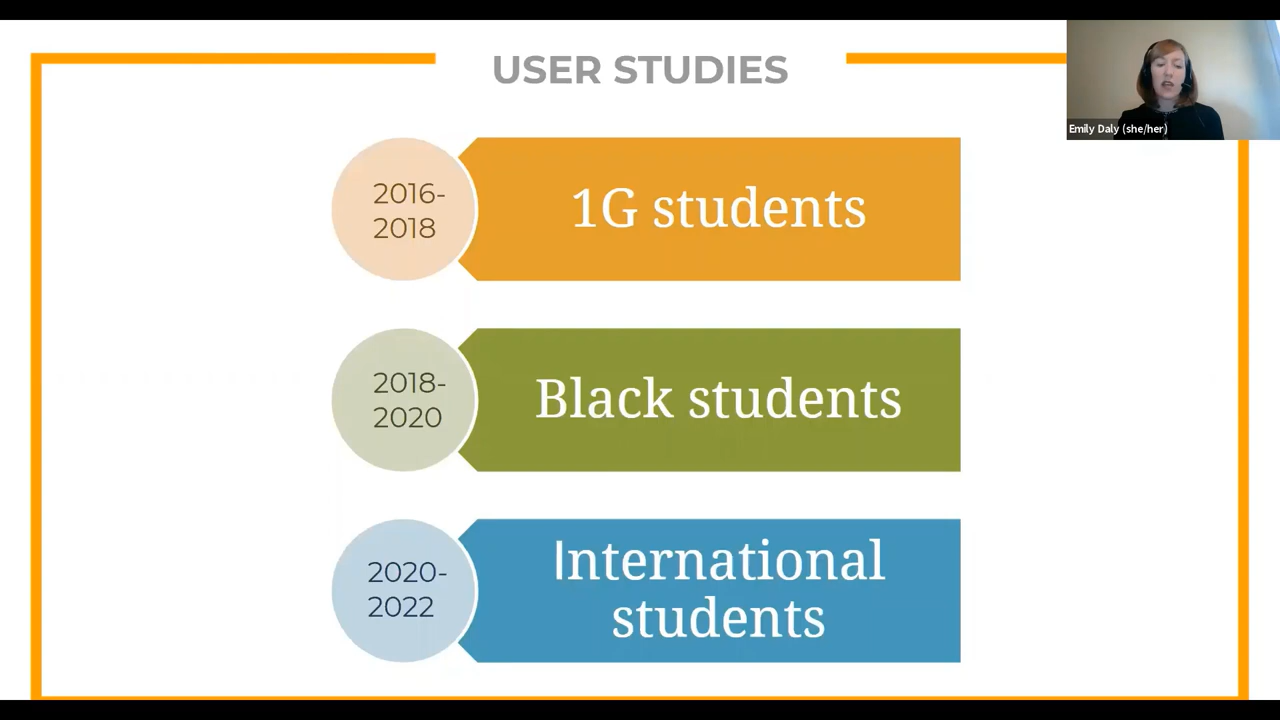 USER STUDIES
Emily Daly (she/her)
2016-
2018
1G students
2018-
2020
Black students
2020-
2022
International
students